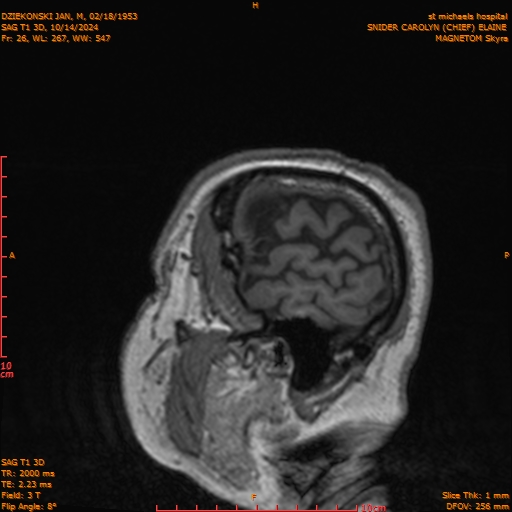 H
DZIEKONSKI JAN, M, 02/18/1953
SAG T1 3D, 10/14/2024
Fr: 26, WL: 267, WW: 547
st michaels hospital
SNIDER CAROLYN (CHIEF) ELAINE
MAGNETOM Skyra
A
P
10
cm
SAG T1 3D
TR: 2000 ms
TE: 2.23 ms
Field: 3 T
Flip Angle: 8°
F
10cm
Slice Thk: 1 mm
DFOV: 256 mm